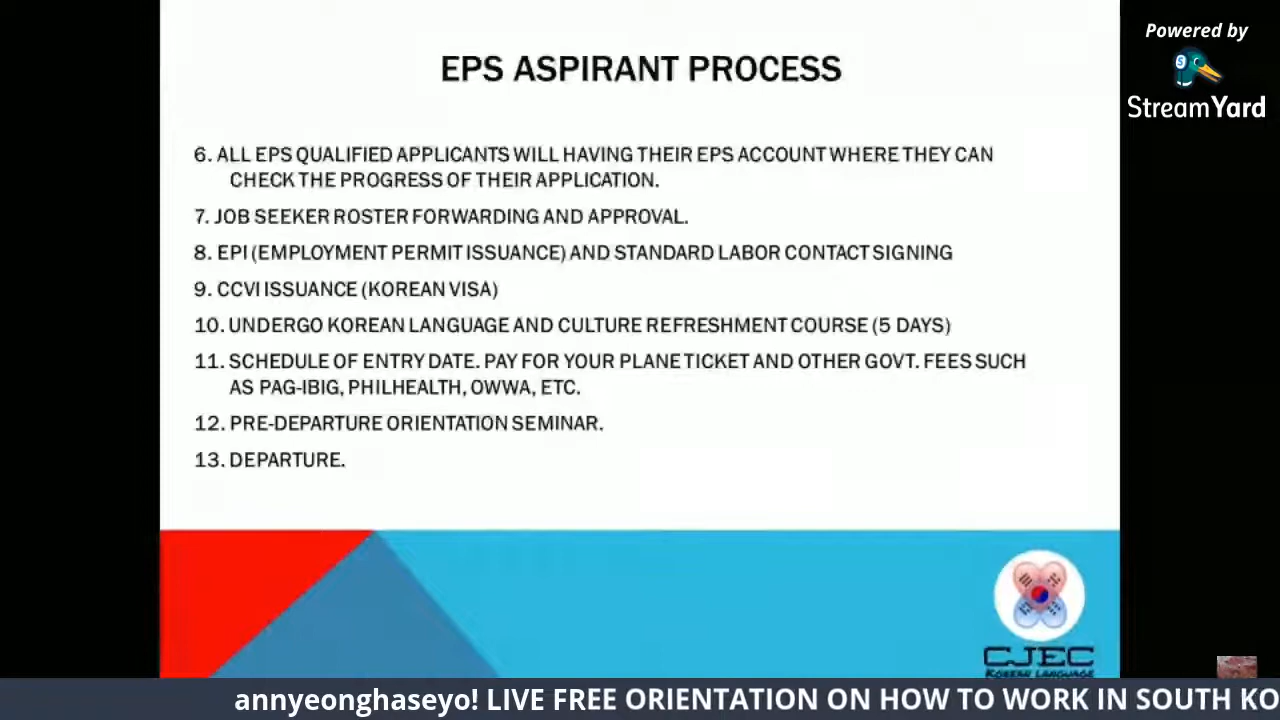 Powered by
StreamYard
EPS ASPIRANT PROCESS
6. ALL EPS QUALIFIED APPLICANTS WILL HAVING THEIR EPS ACCOUNT WHERE THEY CAN
CHECK THE PROGRESS OF THEIR APPLICATION.
7. JOB SEEKER ROSTER FORWARDING AND APPROVAL.
8. EPI (EMPLOYMENT PERMIT ISSUANCE) AND STANDARD LABOR CONTACT SIGNING
9. CCVI ISSUANCE (KOREAN VISA)
10. UNDERGO KOREAN LANGUAGE AND CULTURE REFRESHMENT COURSE (5 DAYS)
11. SCHEDULE OF ENTRY DATE. PAY FOR YOUR PLANE TICKET AND OTHER GOVT. FEES SUCH
AS PAG-IBIG, PHILHEALTH, OWWA, ETC.
12. PRE-DEPARTURE ORIENTATION SEMINAR.
13. DEPARTURE.
CJEC
KOREAN LANGUAGE
annyeonghaseyo! LIVE FREE ORIENTATION ON HOW TO WORK IN SOUTH KO